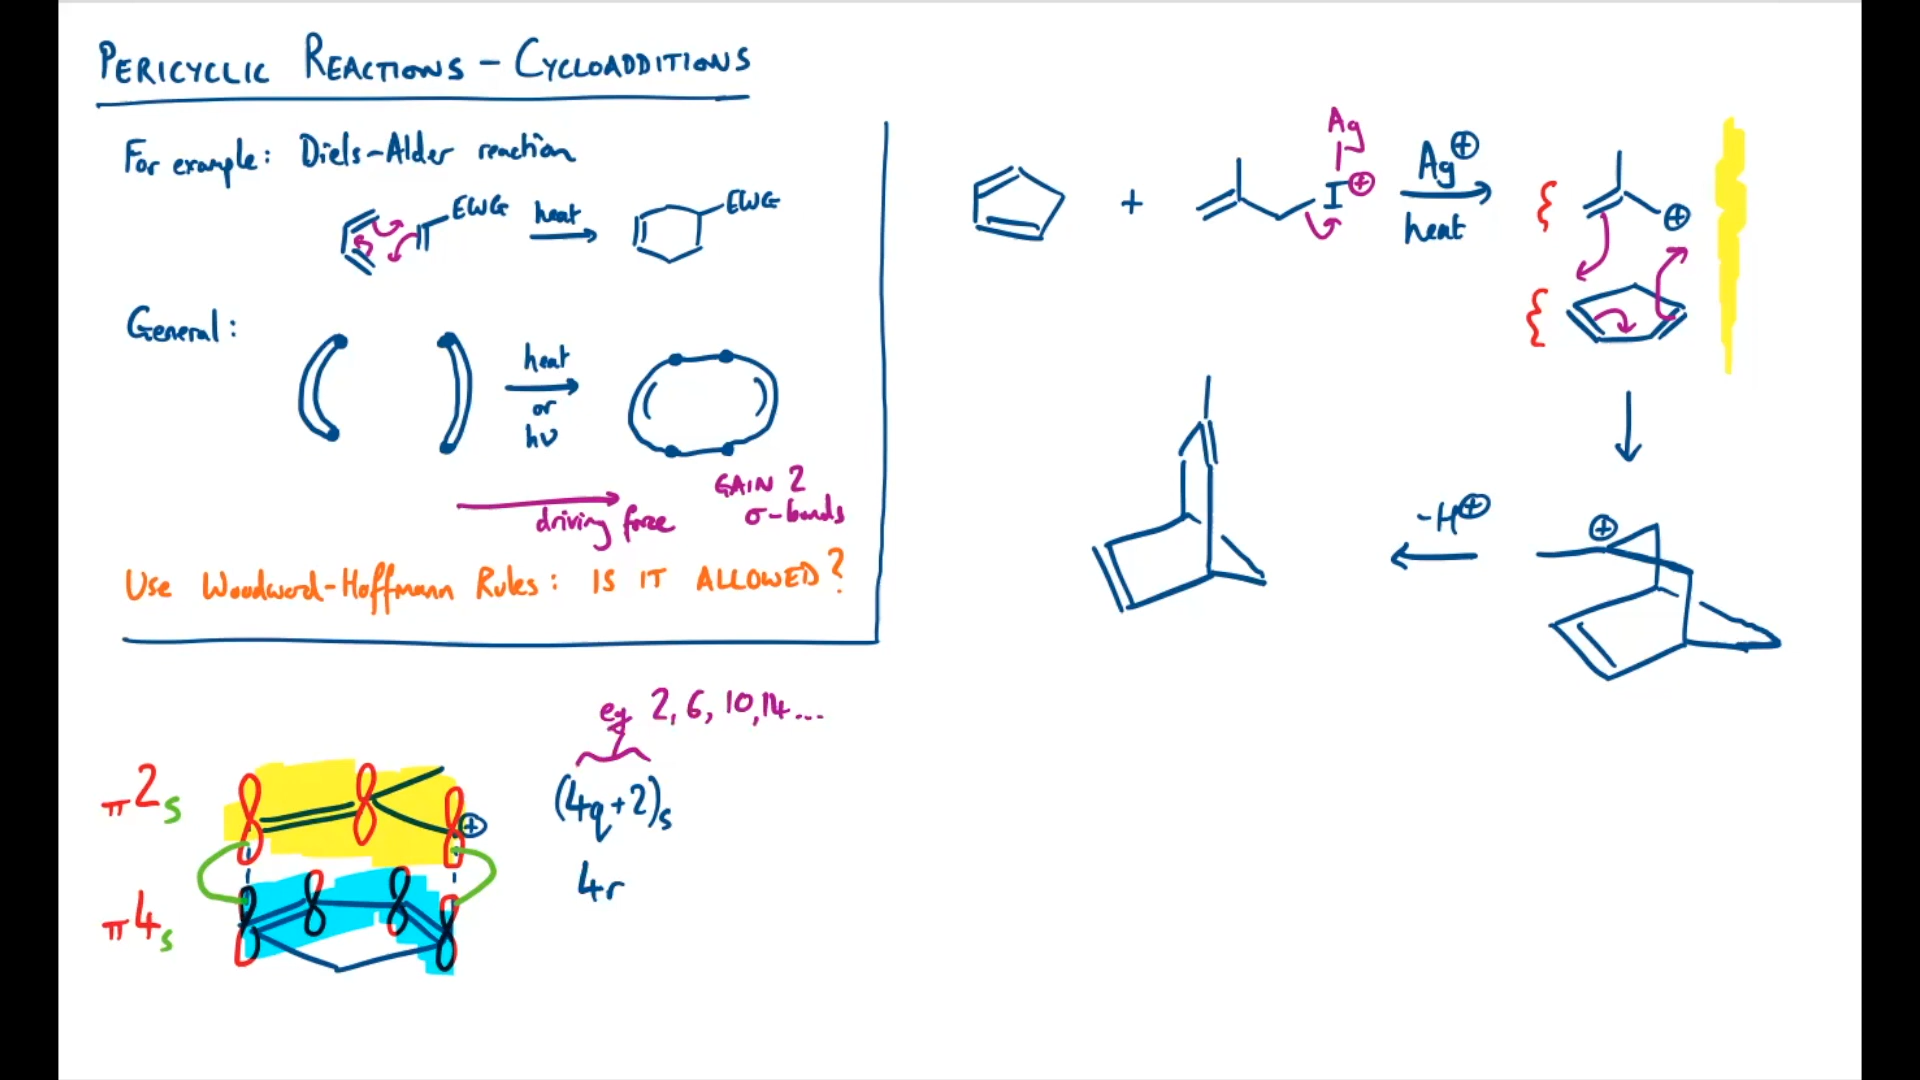 PERICYCLIC REACTIONS – CYCLOADDITIONS
For example: Diels-Alder reaction
EWG heat EWG
General:
heat
or
hν
GAIN 2
σ-bonds
driving force
Use Woodward-Hoffmann Rules: IS IT ALLOWED?
Ag
+ I⊕ Ag⊕
heat
⊕
-H⊕
⊕
eg 2, 6, 10, 14...
π2s
⊕
(4q+2)s
π4s
4r